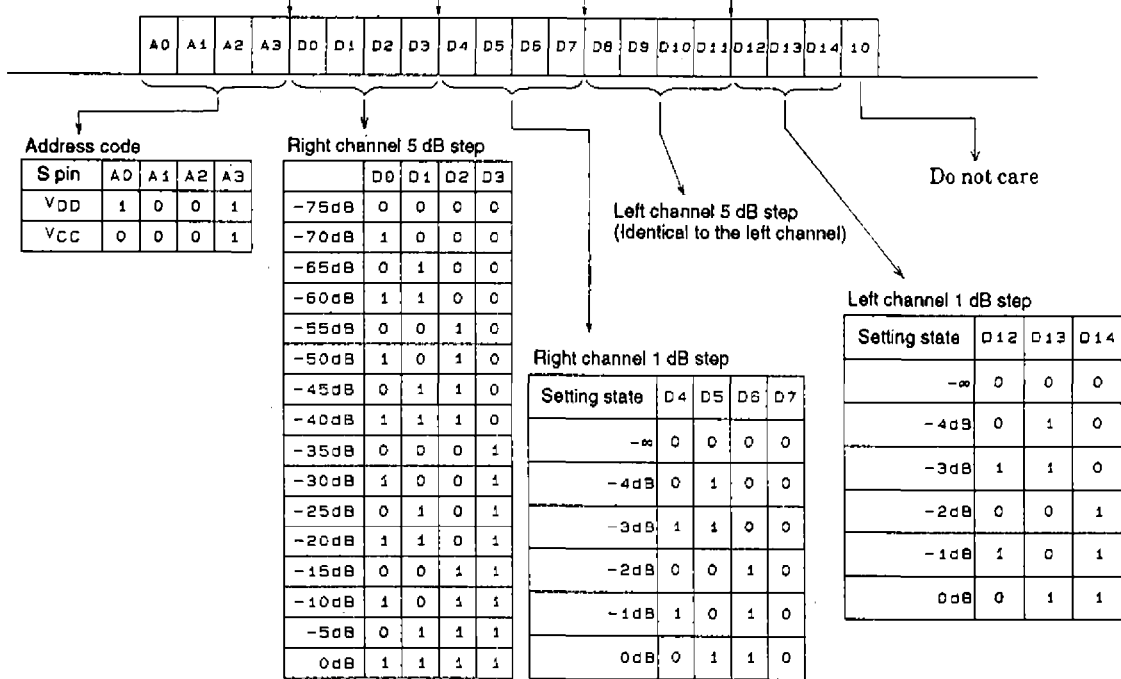 A0 A1 A2 A3 D0 D1 D2 D3 D4 D5 D6 D7 D8 D9 D10 D11 D12 D13 D14 10
Address code
S pin A0 A1 A2 A3
VDD 1 0 0 1
VCC 0 0 0 1
Right channel 5 dB step
D0 D1 D2 D3
-75dB 0 0 0 0
-70dB 1 0 0 0
-65dB 0 1 0 0
-60dB 1 1 0 0
-55dB 0 0 1 0
-50dB 1 0 1 0
-45dB 0 1 1 0
-40dB 1 1 1 0
-35dB 0 0 0 1
-30dB 1 0 0 1
-25dB 0 1 0 1
-20dB 1 1 0 1
-15dB 0 0 1 1
-10dB 1 0 1 1
-5dB 0 1 1 1
0dB 1 1 1 1
Right channel 1 dB step
Setting state D4 D5 D6 D7
-∞ 0 0 0 0
-4dB 0 1 0 0
-3dB 1 1 0 0
-2dB 0 0 1 0
-1dB 1 0 1 0
0dB 0 1 1 0
Left channel 5 dB step
(Identical to the left channel)
Do not care
Left channel 1 dB step
Setting state D12 D13 D14
-∞ 0 0 0
-4dB 0 1 0
-3dB 1 1 0
-2dB 0 0 1
-1dB 1 0 1
0dB 0 1 1